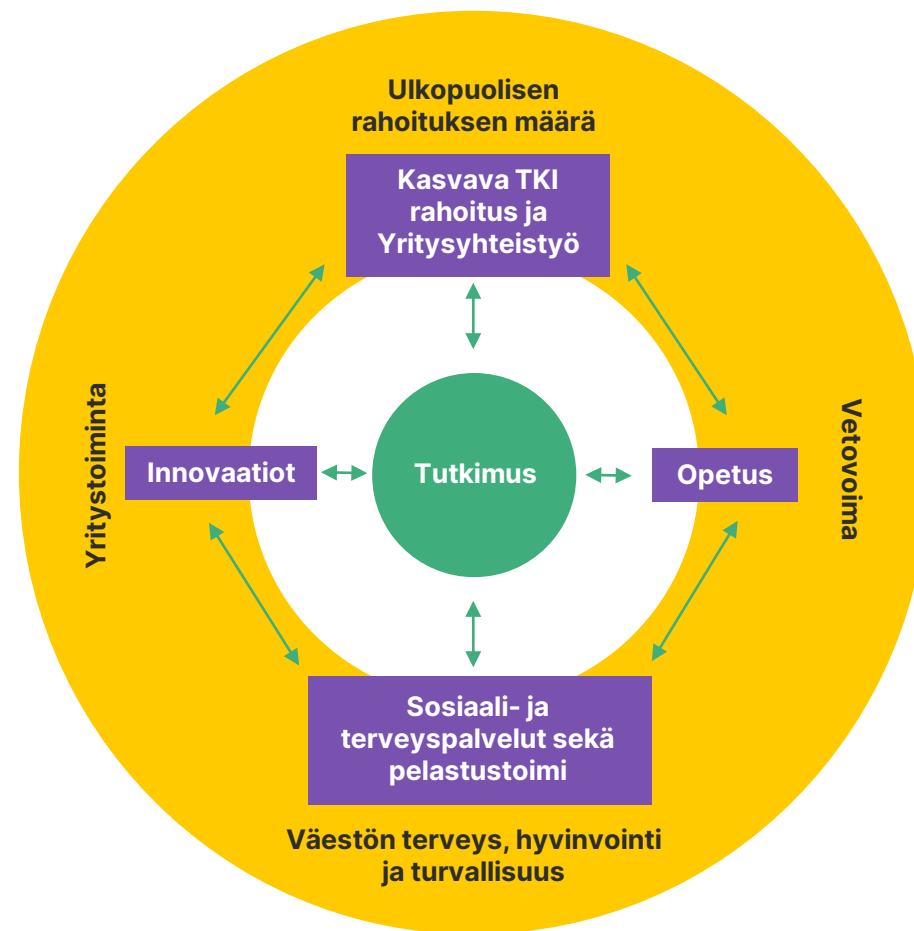 Ulkopuolisen
rahoituksen määrä
Kasvava TKI
rahoitus ja
Yritysyhteistyö
Yritystoiminta
Innovaatiot
Tutkimus
Opetus
Vetovoima
Sosiaali- ja
terveyspalvelut sekä
pelastustoimi
Väestön terveys, hyvinvointi
ja turvallisuus